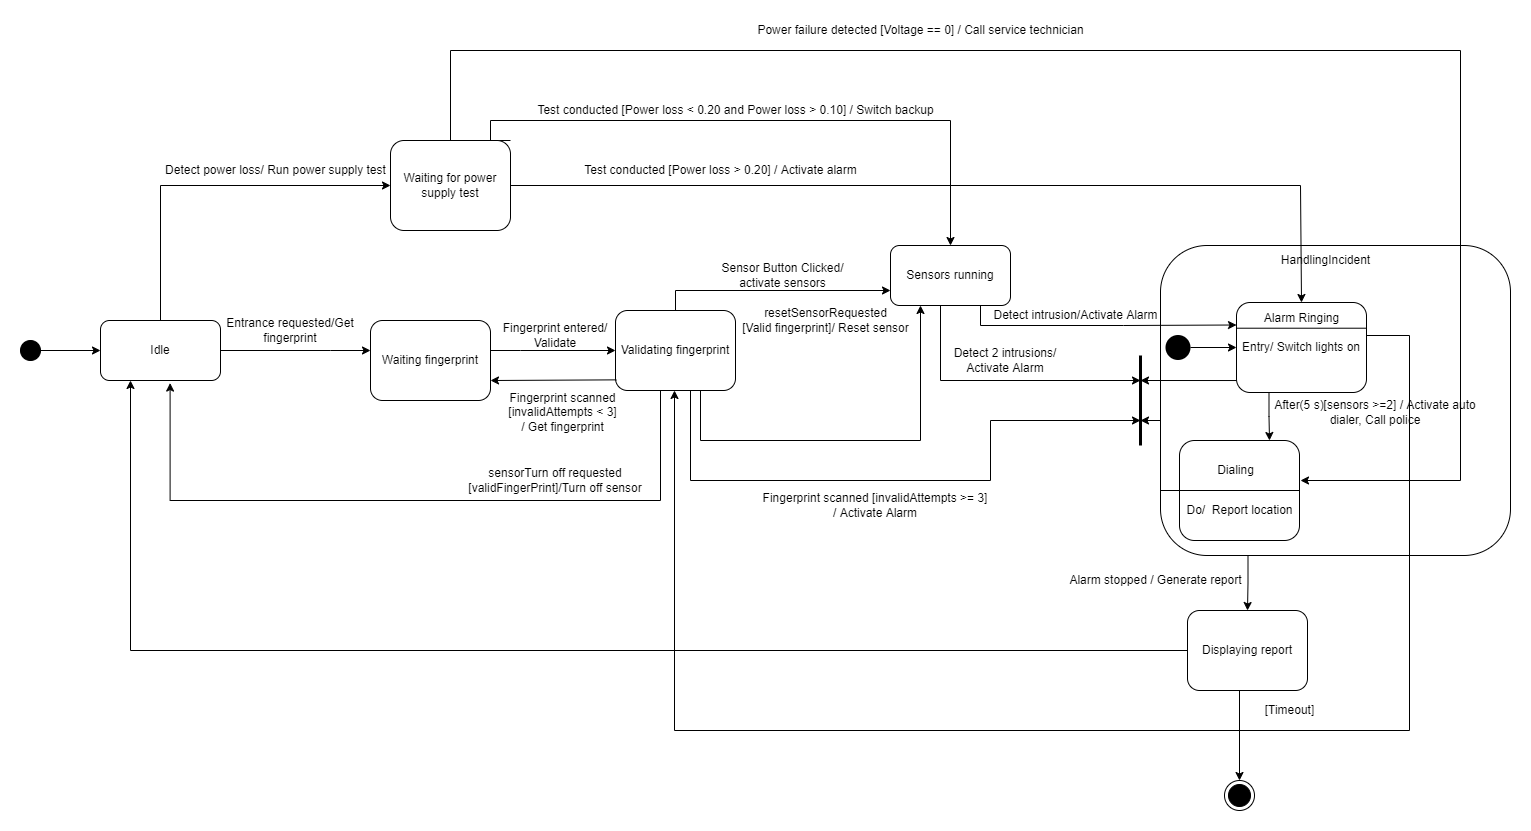 Power failure detected [Voltage == 0] / Call service technician
Test conducted [Power loss < 0.20 and Power loss > 0.10] / Switch backup
Detect power loss/ Run power supply test
Waiting for power
supply test
Test conducted [Power loss > 0.20] / Activate alarm
HandlingIncident
Sensor Button Clicked/
activate sensors
Sensors running
Idle
Entrance requested/Get
fingerprint
Waiting fingerprint
Fingerprint entered/
Validate
Validating fingerprint
resetSensorRequested
[Valid fingerprint]/ Reset sensor
Detect intrusion/Activate Alarm
Alarm Ringing
Entry/ Switch lights on
Detect 2 intrusions/
Activate Alarm
Fingerprint scanned
[invalidAttempts < 3]
/ Get fingerprint
After(5 s)[sensors >=2] / Activate auto
dialer, Call police
sensorTurn off requested
[validFingerPrint]/Turn off sensor
Fingerprint scanned [invalidAttempts >= 3]
/ Activate Alarm
Dialing
Do/  Report location
Alarm stopped / Generate report
Displaying report
[Timeout]